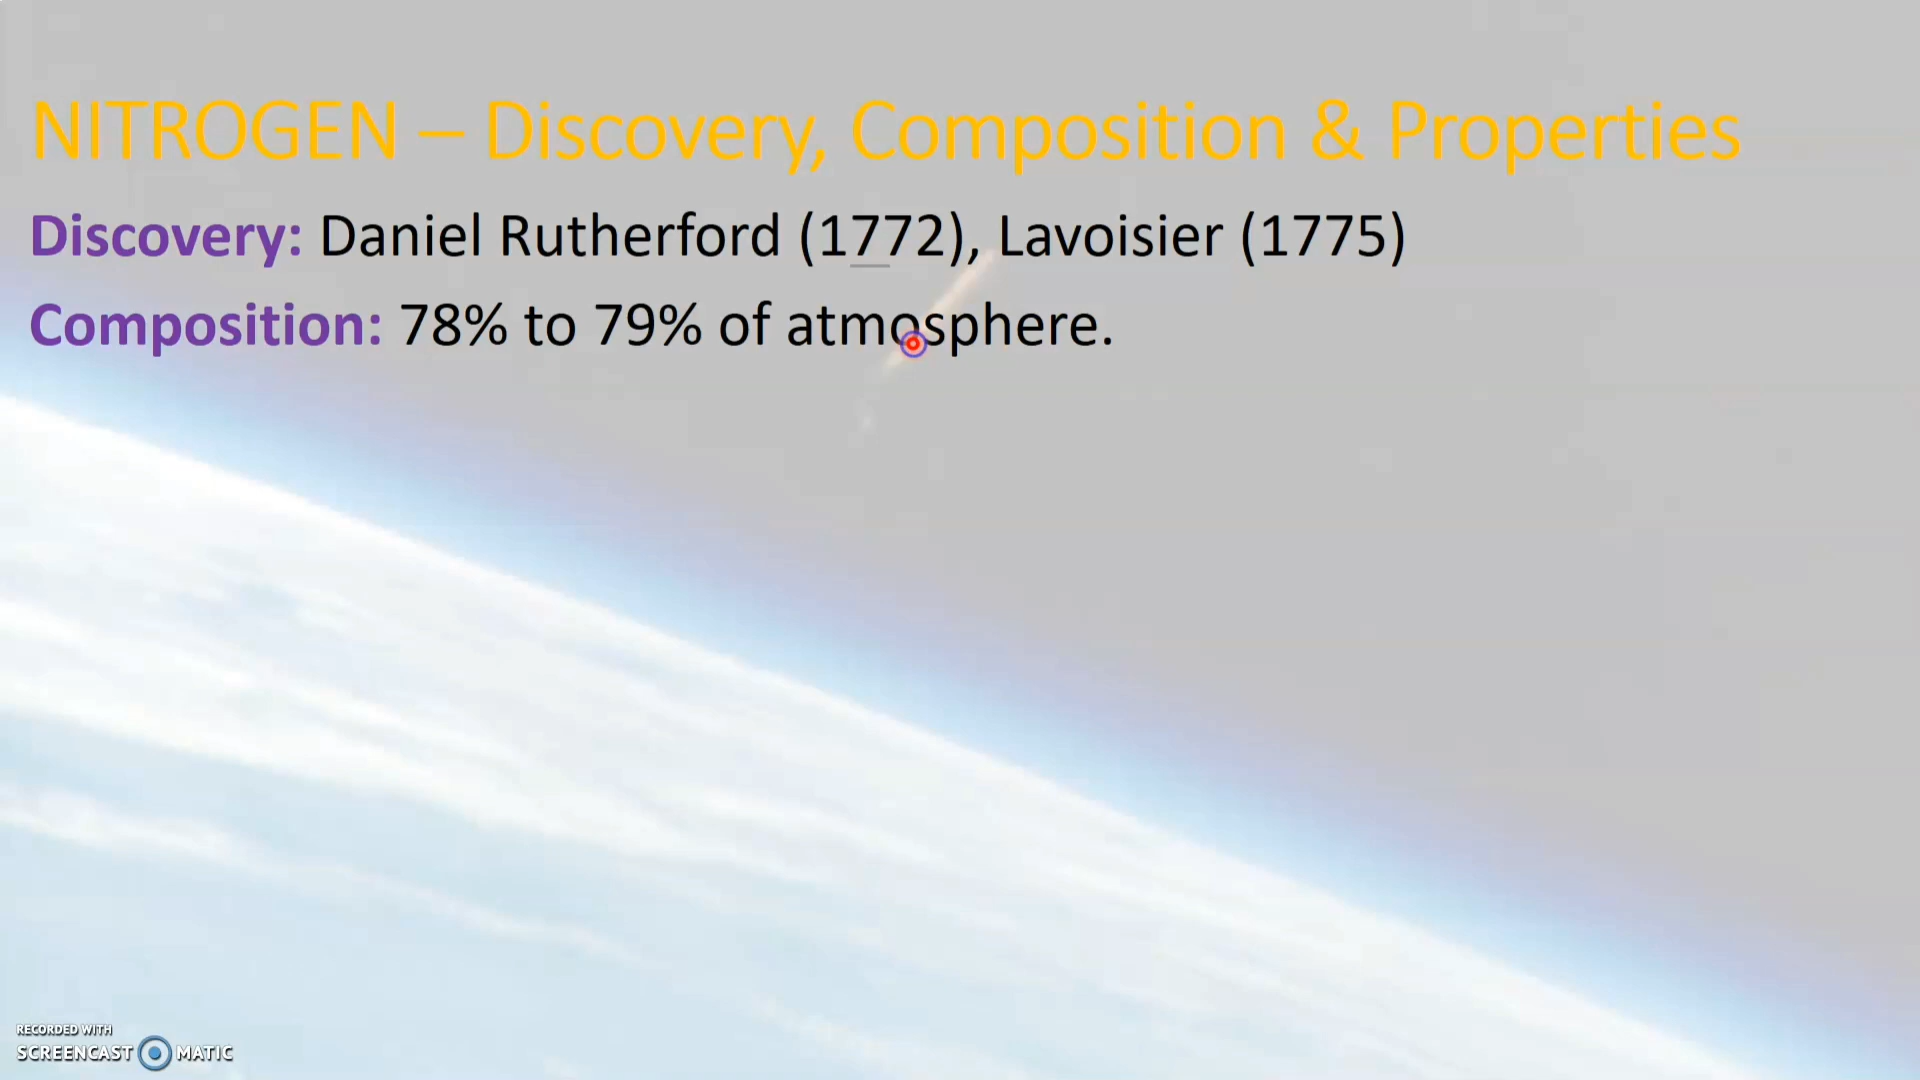 NITROGEN – Discovery, Composition & Properties
Discovery: Daniel Rutherford (1772), Lavoisier (1775)
Composition: 78% to 79% of atmosphere.
RECORDED WITH
SCREENCAST MATIC